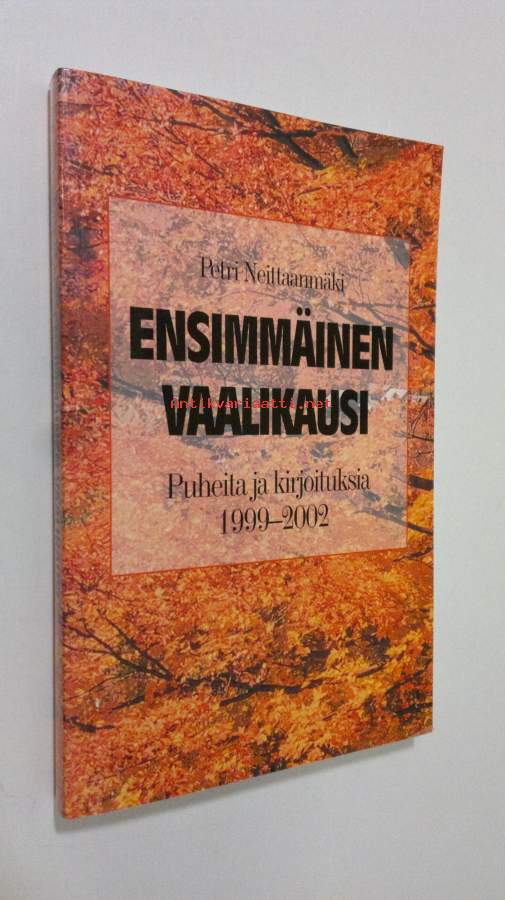 Petri Neittaanmäki
ENSIMMÄINEN
VAALIKAUSI
antikvariaatti.net
Puheita ja kirjoituksia
1999–2002